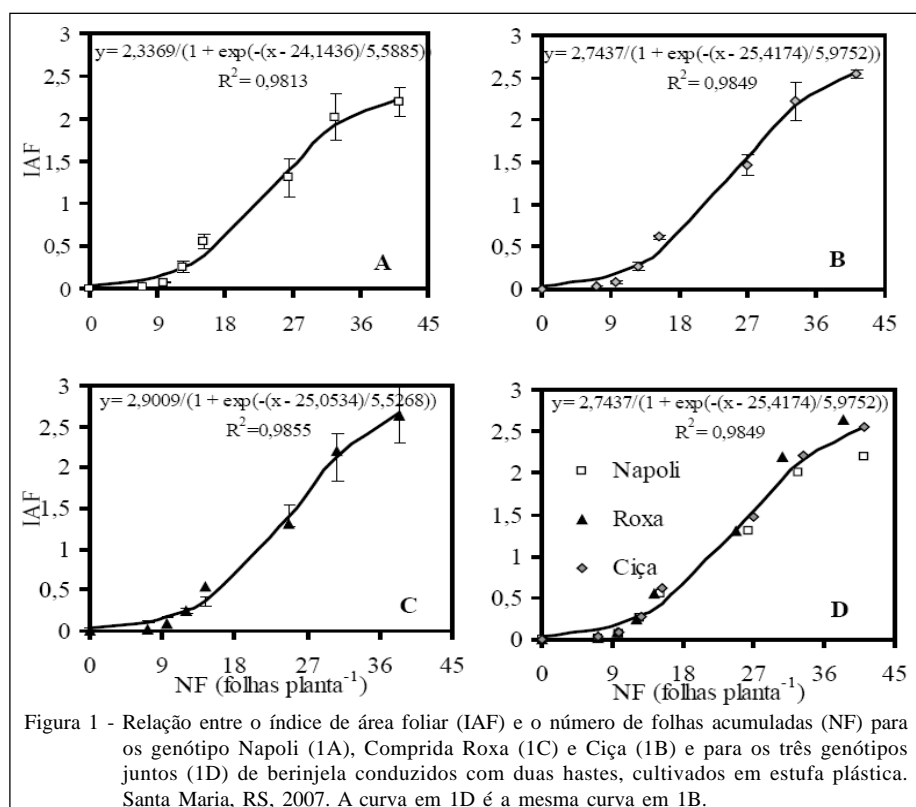 y= 2,3369/(1 + exp(-(x - 24,1436)/5,5885))
R²= 0,9813
3
2,5
2
1,5
1
0,5
0
IAF
A
0 9 18 27 36 45
y= 2,7437/(1 + exp(-(x - 25,4174)/5,9752))
R² = 0,9849
3
2,5
2
1,5
1
0,5
0
B
0 9 18 27 36 45
y= 2,9009/(1 + exp(-(x - 25,0534)/5,5268))
R²=0,9855
3
2,5
2
1,5
1
0,5
0
IAF
C
0 9 18 27 36 45
NF (folhas planta⁻¹)
y= 2,7437/(1 + exp(-(x - 25,4174)/5,9752))
R² = 0,9849
3
2,5
2
1,5
1
0,5
0
Napoli
Roxa
Ciça
D
0 9 18 27 36 45
NF (folhas planta⁻¹)
Figura 1 - Relação entre o índice de área foliar (IAF) e o número de folhas acumuladas (NF) para
os genótipo Napoli (1A), Comprida Roxa (1C) e Ciça (1B) e para os três genótipos
juntos (1D) de berinjela conduzidos com duas hastes, cultivados em estufa plástica.
Santa Maria, RS, 2007. A curva em 1D é a mesma curva em 1B.